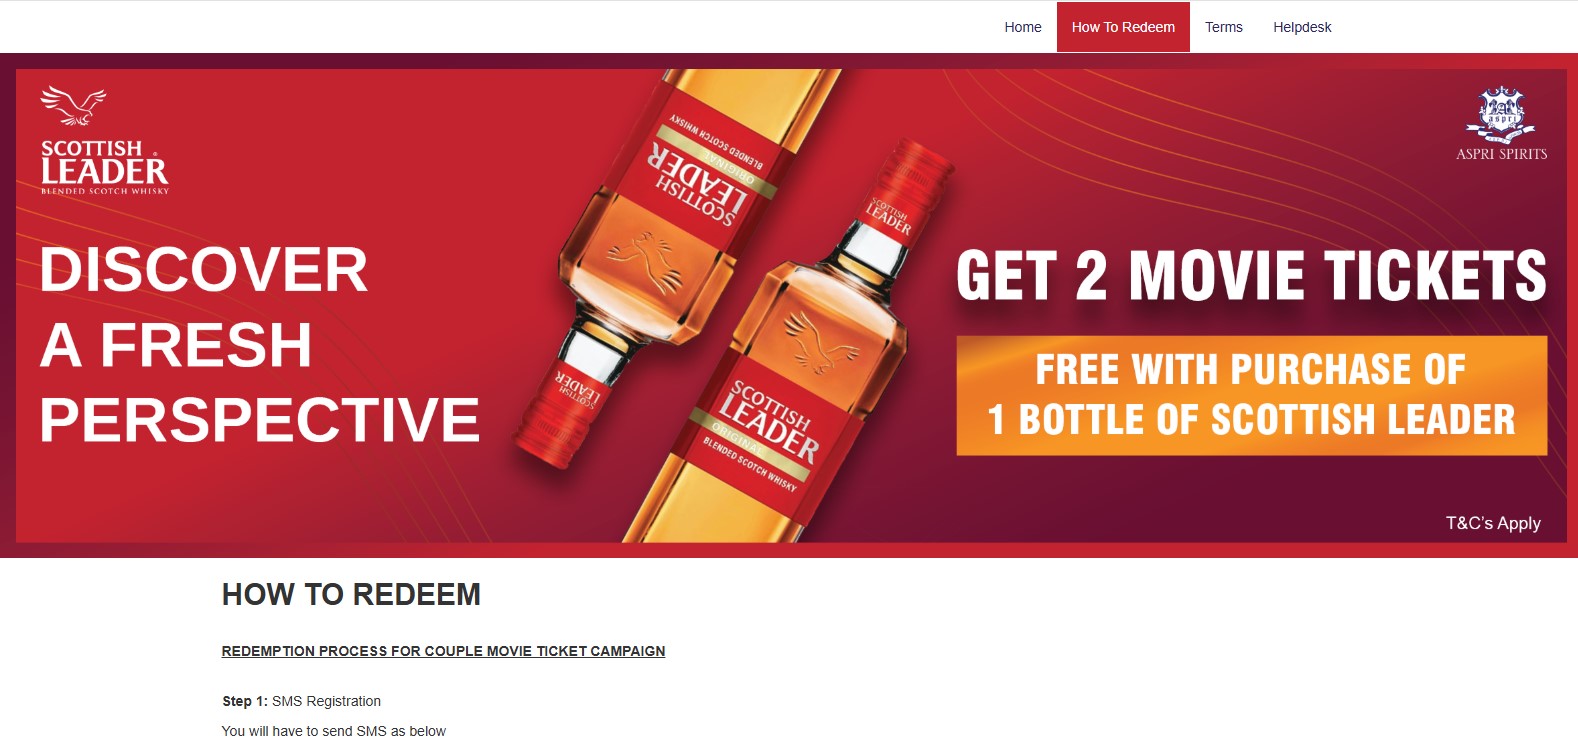 Home How To Redeem Terms Helpdesk
SCOTTISH
LEADER
BLENDED SCOTCH WHISKY
aspri
ASPRI SPIRITS
DISCOVER
A FRESH
PERSPECTIVE
SCOTTISH
LEADER
ORIGINAL
BLENDED SCOTCH WHISKY
SCOTTISH
LEADER
SCOTTISH
LEADER
SCOTTISH
LEADER
ORIGINAL
BLENDED SCOTCH WHISKY
GET 2 MOVIE TICKETS
FREE WITH PURCHASE OF
1 BOTTLE OF SCOTTISH LEADER
T&C's Apply
HOW TO REDEEM
REDEMPTION PROCESS FOR COUPLE MOVIE TICKET CAMPAIGN
Step 1: SMS Registration
You will have to send SMS as below